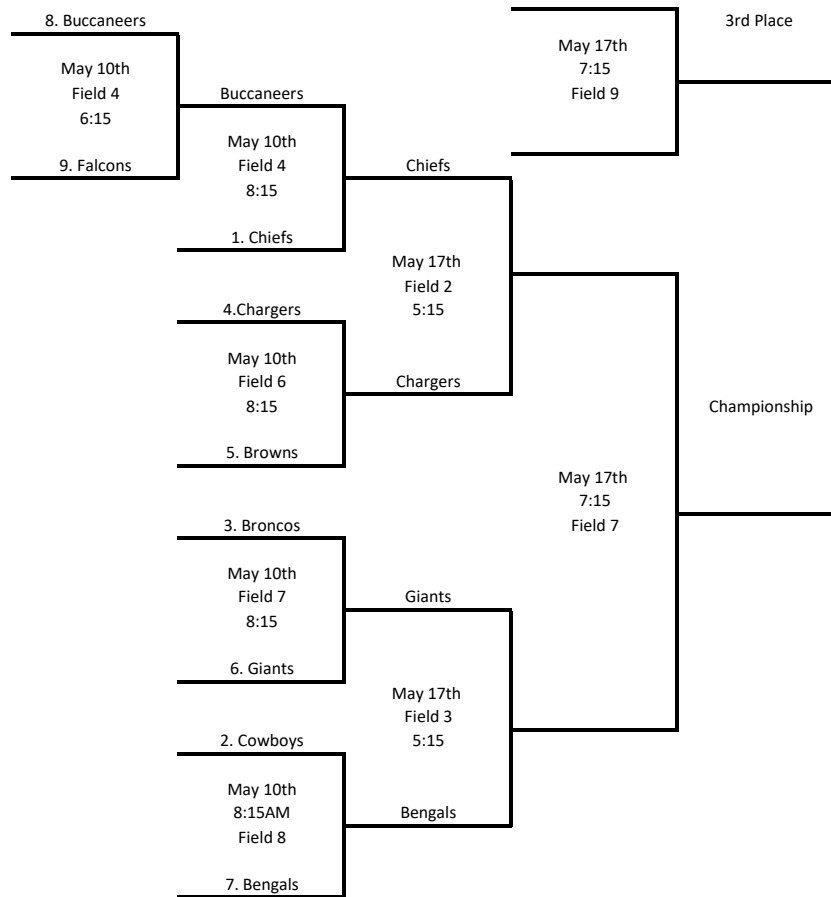 8. Buccaneers
3rd Place
May 17th
7:15
Field 9
May 10th
Field 4
6:15
Buccaneers
9. Falcons
May 10th
Field 4
8:15
Chiefs
1. Chiefs
May 17th
Field 2
5:15
4.Chargers
May 10th
Field 6
8:15
Chargers
Championship
5. Browns
May 17th
7:15
Field 7
3. Broncos
May 10th
Field 7
8:15
Giants
6. Giants
May 17th
Field 3
5:15
2. Cowboys
May 10th
8:15AM
Field 8
Bengals
7. Bengals